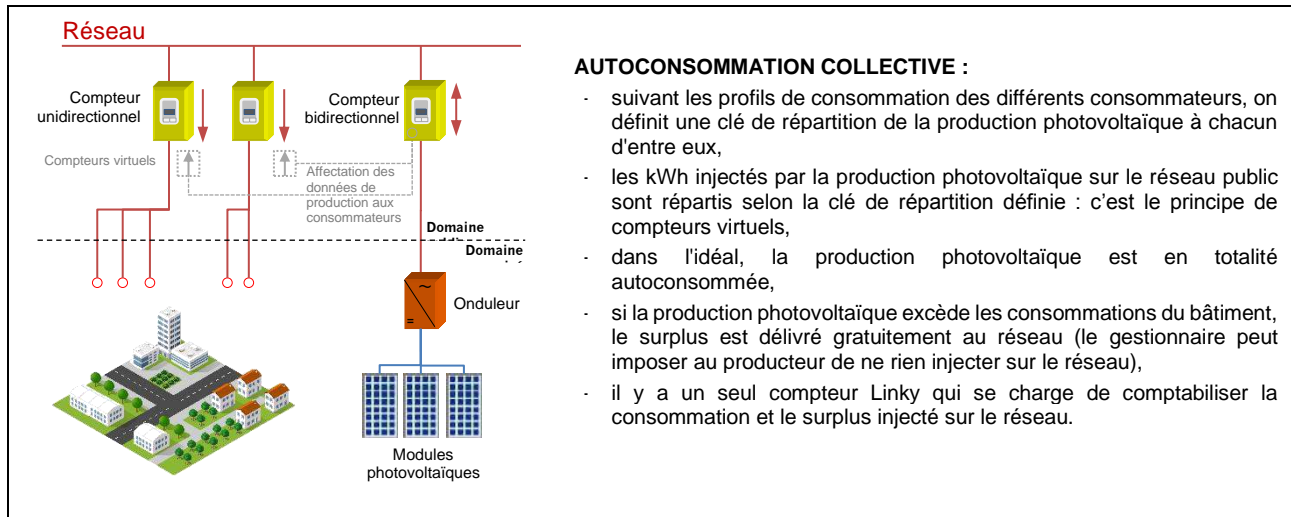 Réseau
Compteur
unidirectionnel
Compteur
bidirectionnel
Compteurs virtuels
Affectation des
données de
production aux
consommateurs
Domaine
Domaine
Onduleur
~
=
Modules
photovoltaïques
AUTOCONSOMMATION COLLECTIVE :
- suivant les profils de consommation des différents consommateurs, on
définit une clé de répartition de la production photovoltaïque à chacun
d'entre eux,
- les kWh injectés par la production photovoltaïque sur le réseau public
sont répartis selon la clé de répartition définie : c'est le principe de
compteurs virtuels,
- dans l'idéal, la production photovoltaïque est en totalité
autoconsommée,
- si la production photovoltaïque excède les consommations du bâtiment,
le surplus est délivré gratuitement au réseau (le gestionnaire peut
imposer au producteur de ne rien injecter sur le réseau),
- il y a un seul compteur Linky qui se charge de comptabiliser la
consommation et le surplus injecté sur le réseau.